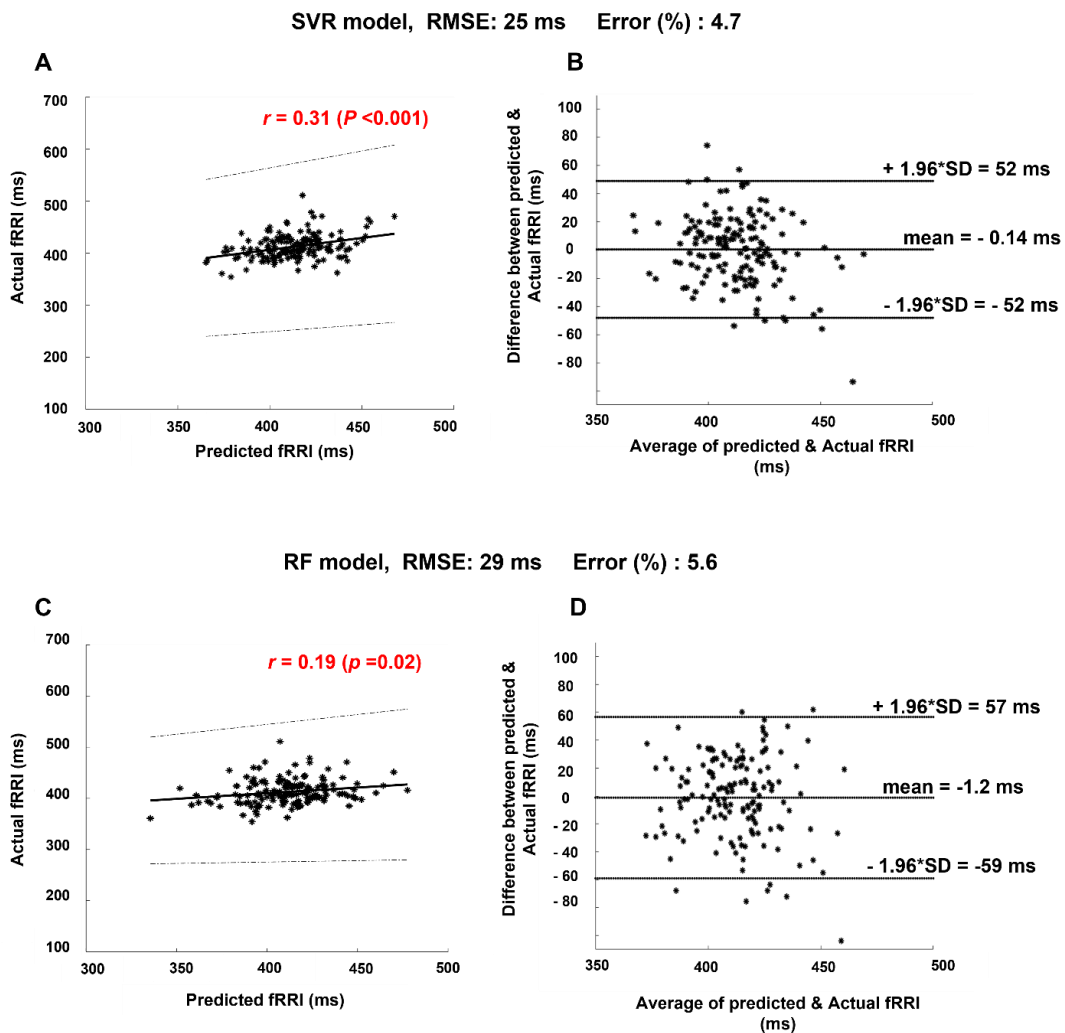 SVR model, RMSE: 25 ms Error (%) : 4.7
A
700
600
500
400
300
200
100
Actual fRRI (ms)
r = 0.31 (P <0.001)
300
350
400
450
500
Predicted fRRI (ms)
B
Difference between predicted &
Actual fRRI (ms)
100
80
60
40
20
0
- 20
- 40
- 60
- 80
+ 1.96*SD = 52 ms
mean = - 0.14 ms
- 1.96*SD = - 52 ms
350
400
450
500
Average of predicted & Actual fRRI
(ms)
RF model, RMSE: 29 ms Error (%) : 5.6
C
700
600
500
400
300
200
100
Actual fRRI (ms)
r = 0.19 (p =0.02)
300
350
400
450
500
Predicted fRRI (ms)
D
Difference between predicted &
Actual fRRI (ms)
100
80
60
40
20
0
- 20
- 40
- 60
- 80
+ 1.96*SD = 57 ms
mean = -1.2 ms
- 1.96*SD = -59 ms
350
400
450
500
Average of predicted & Actual fRRI
(ms)